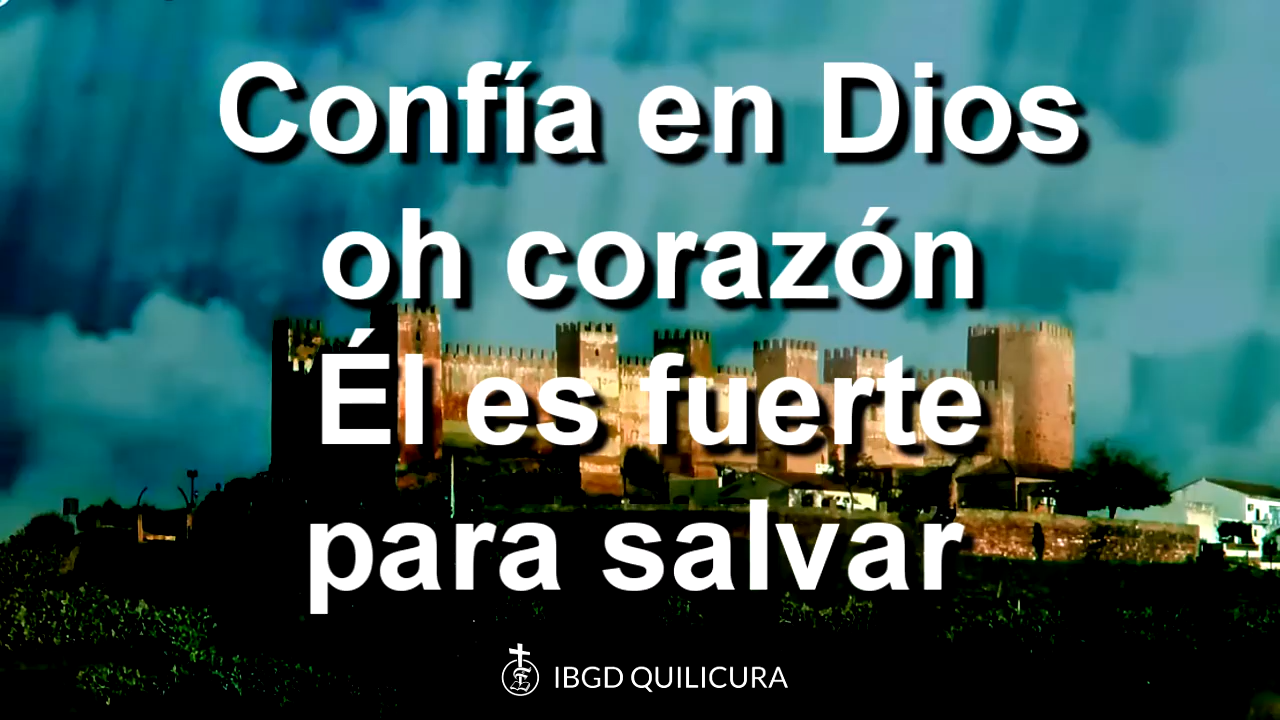 Confía en Dios
oh corazón
Él es fuerte
para salvar
IBGD QUILICURA